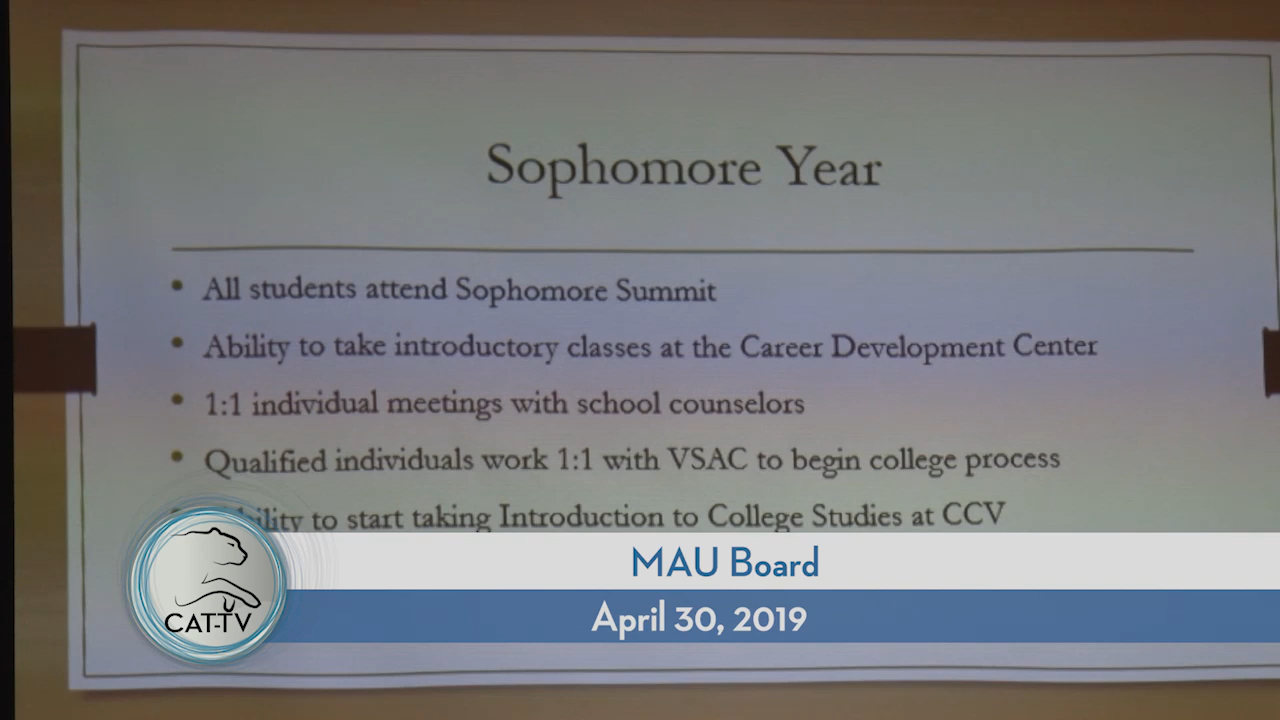 Sophomore Year
• All students attend Sophomore Summit
• Ability to take introductory classes at the Career Development Center
• 1:1 individual meetings with school counselors
• Qualified individuals work 1:1 with VSAC to begin college process
to start taking Introduction to College Studies at CCV
MAU Board
April 30, 2019
CAT-TV